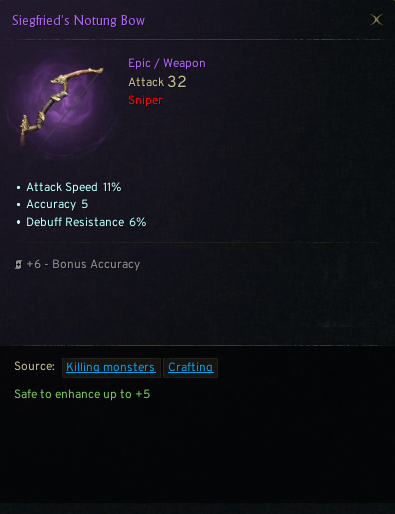 Siegfried's Notung Bow
Epic / Weapon
Attack 32
Sniper
• Attack Speed 11%
• Accuracy 5
• Debuff Resistance 6%
+6 - Bonus Accuracy
Source: Killing monsters Crafting
Safe to enhance up to +5